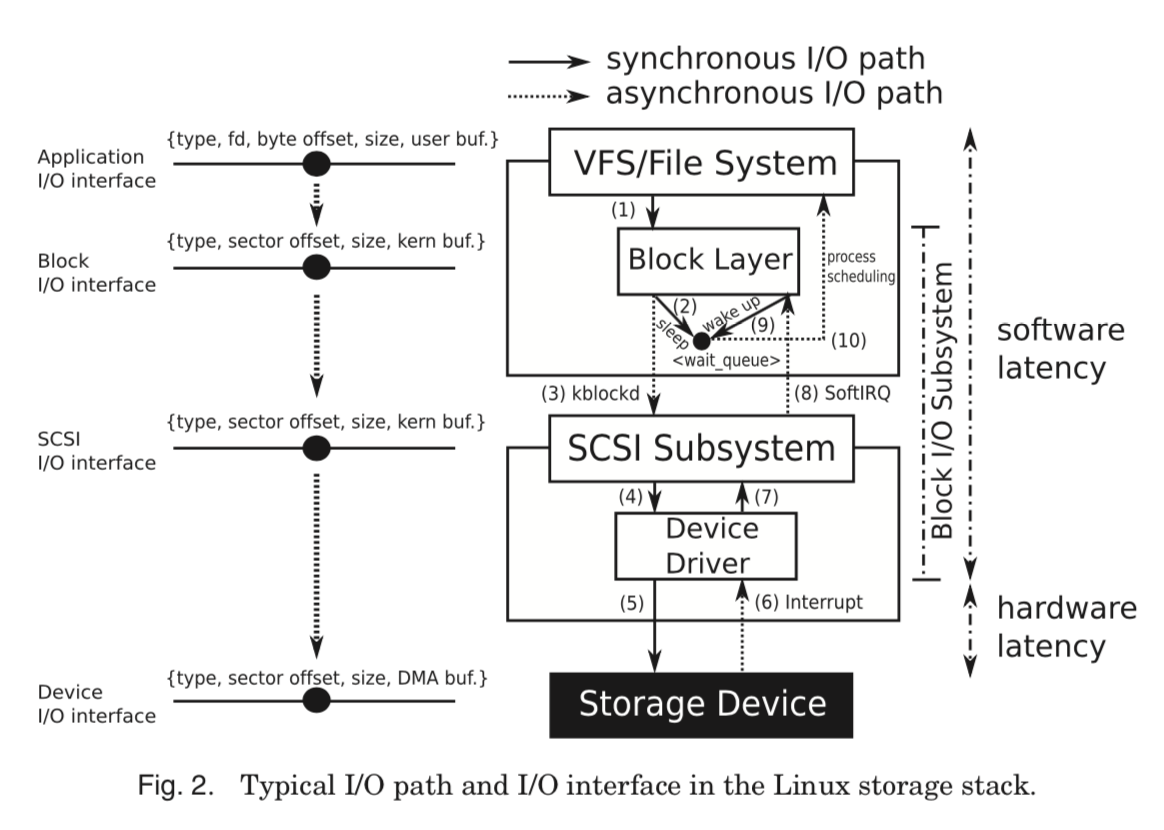 synchronous I/O path
asynchronous I/O path
{type, fd, byte offset, size, user buf.}
Application
I/O interface
VFS/File System
(1)
{type, sector offset, size, kern buf.}
Block
I/O interface
Block Layer
process
scheduling
(2)
sleep
wake up
(9)
(10)
<wait_queue>
software
latency
Block I/O Subsystem
(3) kblockd
(8) SoftIRQ
{type, sector offset, size, kern buf.}
SCSI
I/O interface
SCSI Subsystem
(4)
(7)
Device
Driver
(5)
(6) Interrupt
hardware
latency
{type, sector offset, size, DMA buf.}
Device
I/O interface
Storage Device
Fig. 2. Typical I/O path and I/O interface in the Linux storage stack.